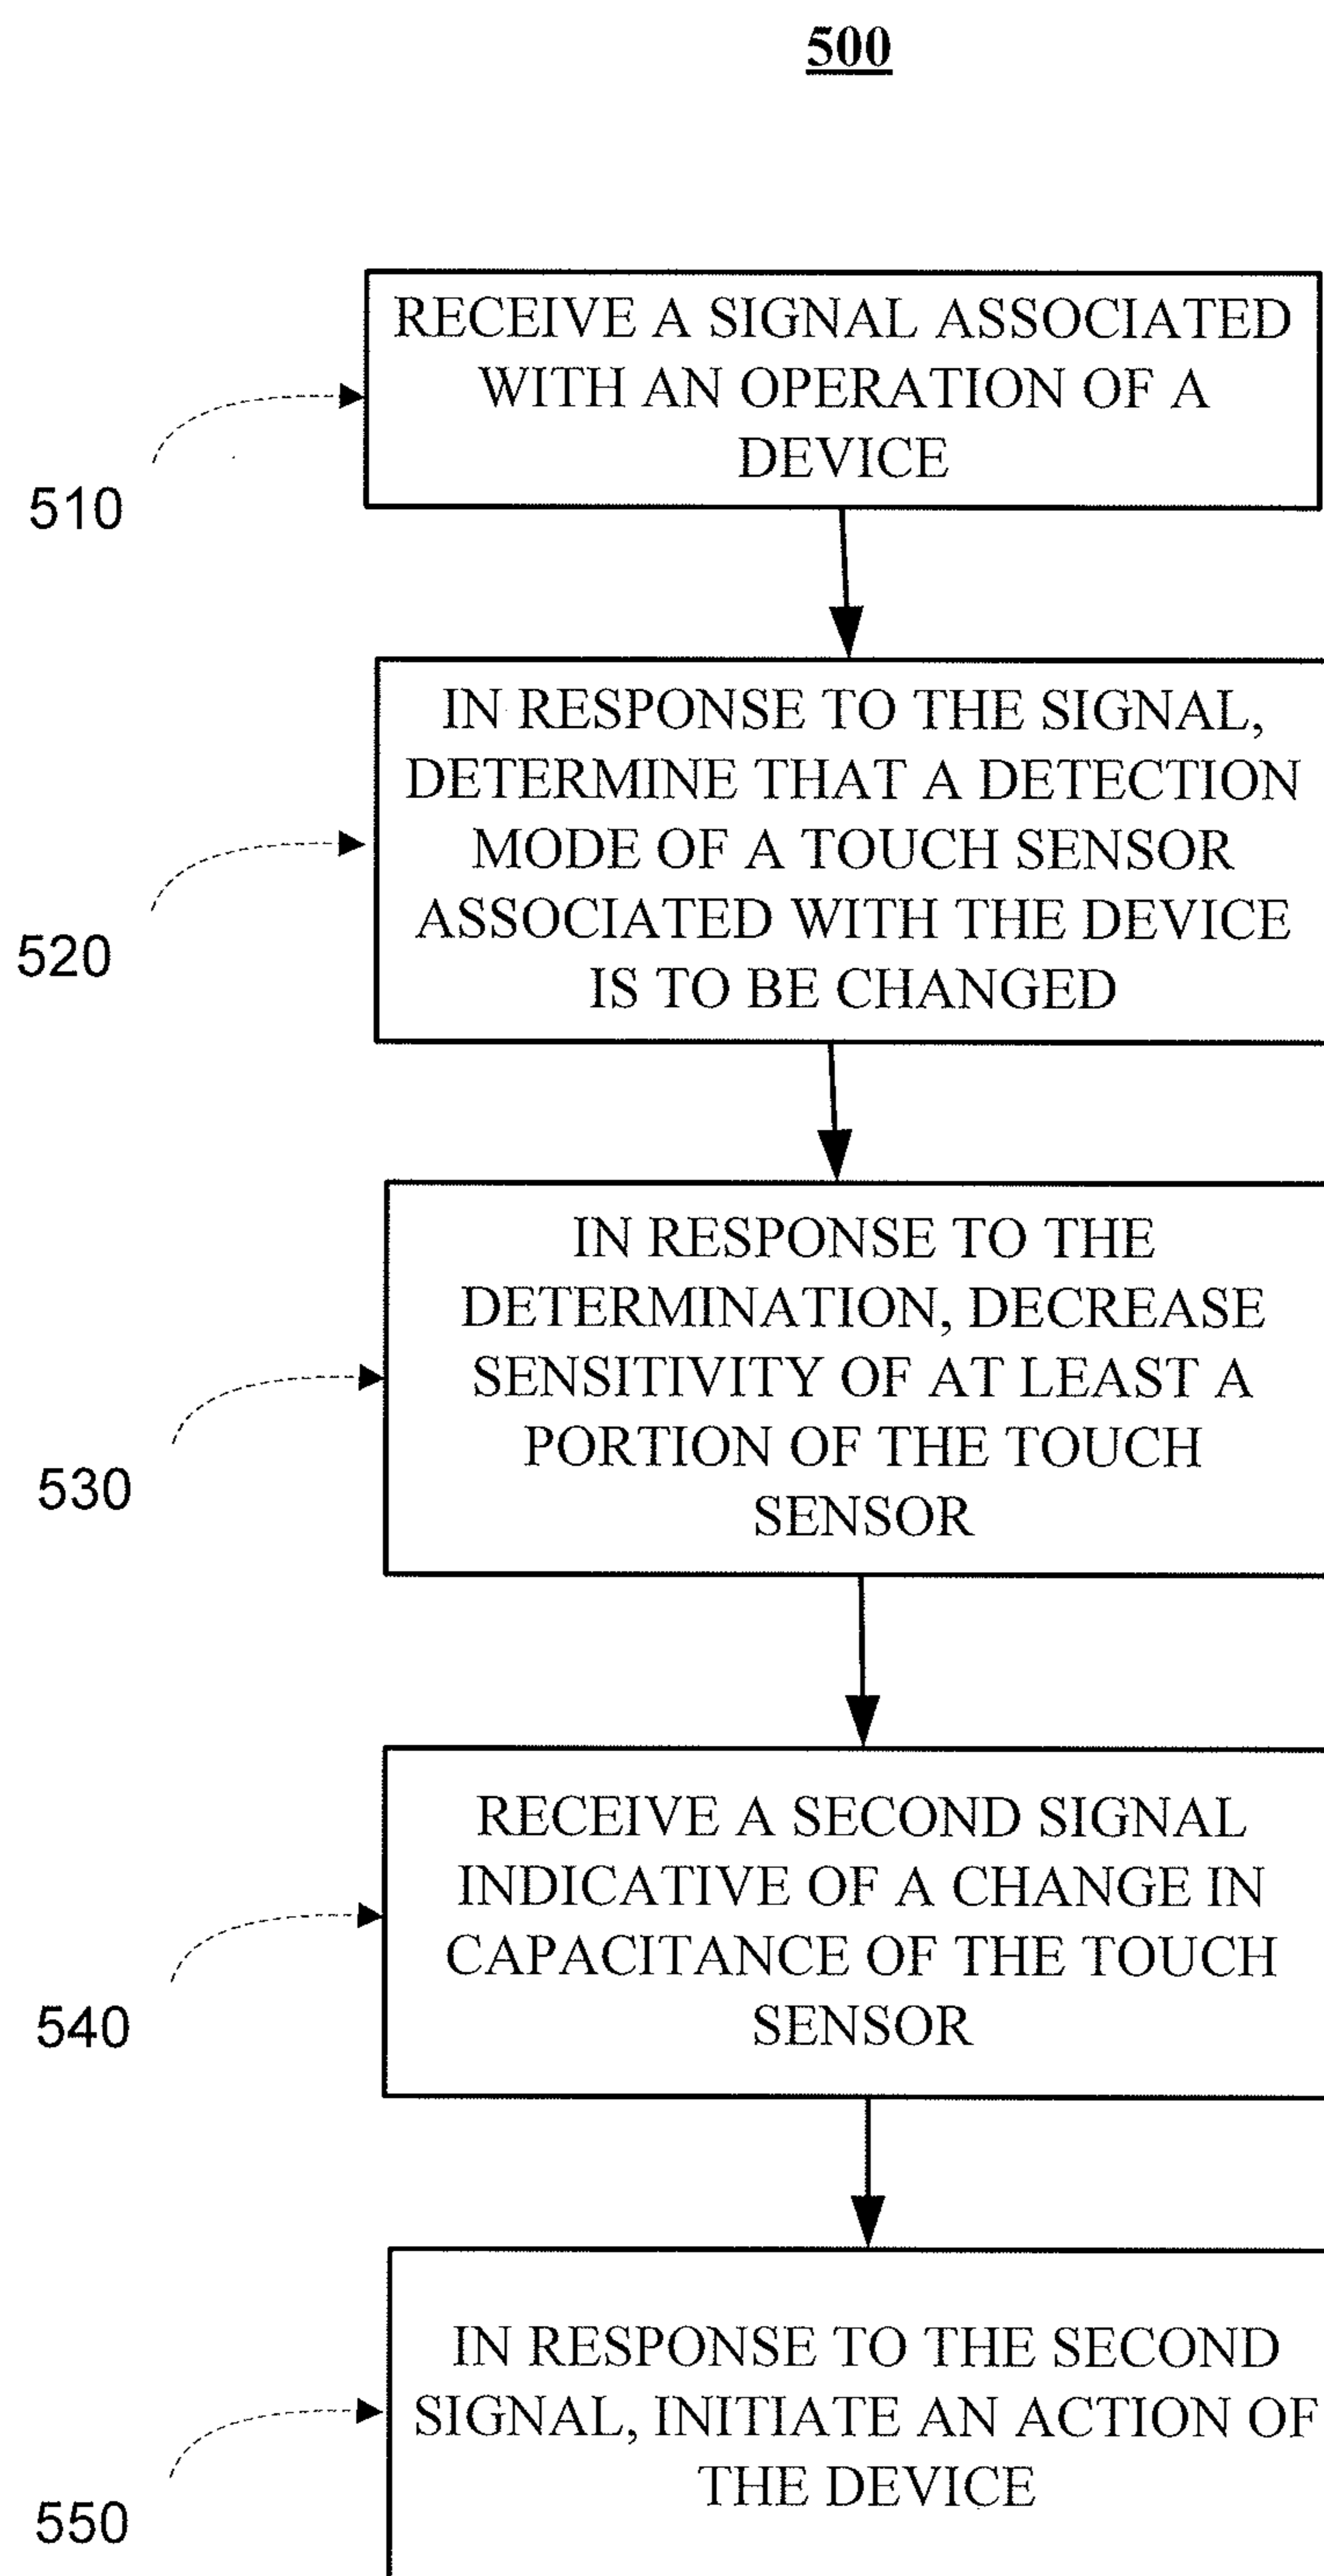 500
RECEIVE A SIGNAL ASSOCIATED
WITH AN OPERATION OF A
DEVICE
510
IN RESPONSE TO THE SIGNAL,
DETERMINE THAT A DETECTION
MODE OF A TOUCH SENSOR
ASSOCIATED WITH THE DEVICE
IS TO BE CHANGED
520
IN RESPONSE TO THE
DETERMINATION, DECREASE
SENSITIVITY OF AT LEAST A
PORTION OF THE TOUCH
SENSOR
530
RECEIVE A SECOND SIGNAL
INDICATIVE OF A CHANGE IN
CAPACITANCE OF THE TOUCH
SENSOR
540
IN RESPONSE TO THE SECOND
SIGNAL, INITIATE AN ACTION OF
THE DEVICE
550